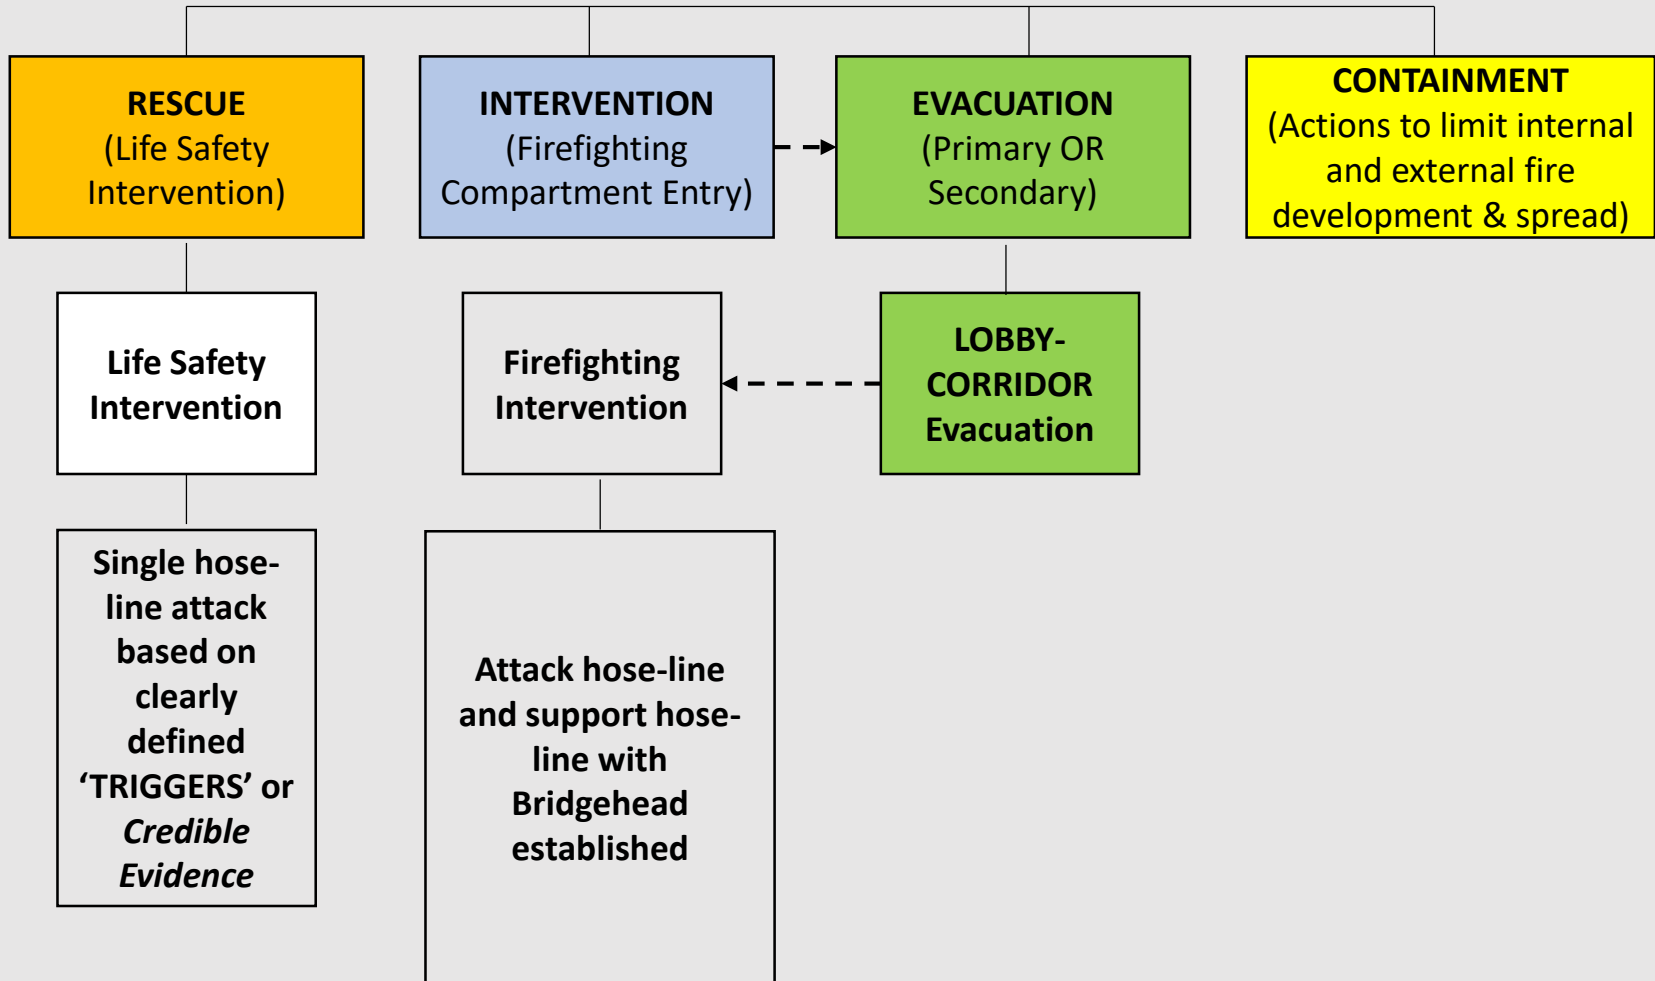 RESCUE
(Life Safety
Intervention)
INTERVENTION
(Firefighting
Compartment Entry)
EVACUATION
(Primary OR
Secondary)
CONTAINMENT
(Actions to limit internal
and external fire
development & spread)
Life Safety
Intervention
Firefighting
Intervention
LOBBY-
CORRIDOR
Evacuation
Single hose-
line attack
based on
clearly
defined
‘TRIGGERS’ or
Credible
Evidence
Attack hose-line
and support hose-
line with
Bridgehead
established